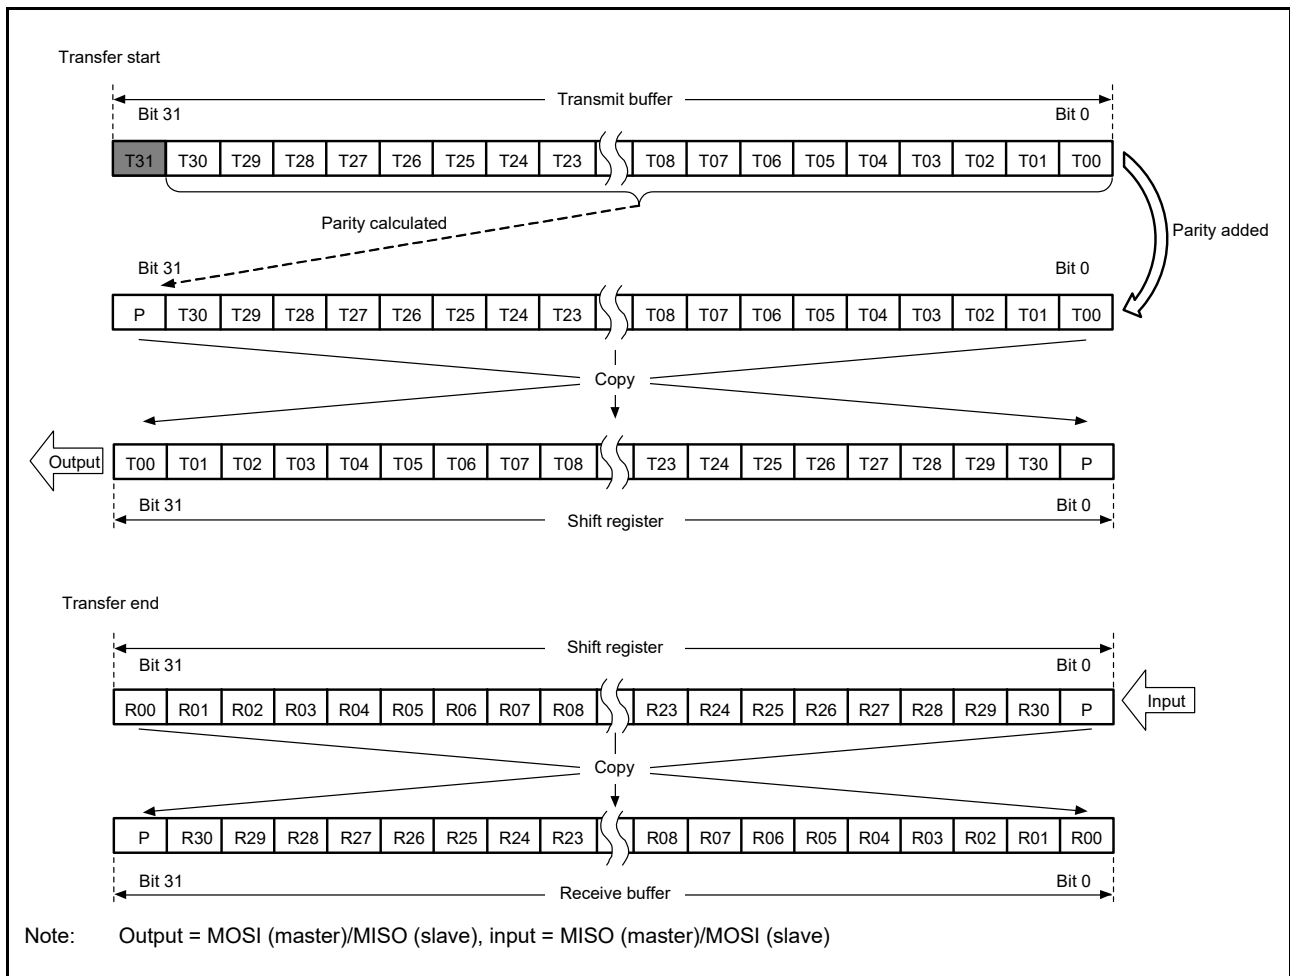 Transfer start
Transmit buffer
Bit 31 Bit 0
T31 T30 T29 T28 T27 T26 T25 T24 T23 T08 T07 T06 T05 T04 T03 T02 T01 T00
Parity calculated
Parity added
Bit 31 Bit 0
P T30 T29 T28 T27 T26 T25 T24 T23 T08 T07 T06 T05 T04 T03 T02 T01 T00
Copy
Output T00 T01 T02 T03 T04 T05 T06 T07 T08 T23 T24 T25 T26 T27 T28 T29 T30 P
Bit 31 Bit 0
Shift register
Transfer end
Shift register
Bit 31 Bit 0
R00 R01 R02 R03 R04 R05 R06 R07 R08 R23 R24 R25 R26 R27 R28 R29 R30 P Input
Copy
P R30 R29 R28 R27 R26 R25 R24 R23 R08 R07 R06 R05 R04 R03 R02 R01 R00
Bit 31 Bit 0
Receive buffer
Note: Output = MOSI (master)/MISO (slave), input = MISO (master)/MOSI (slave)